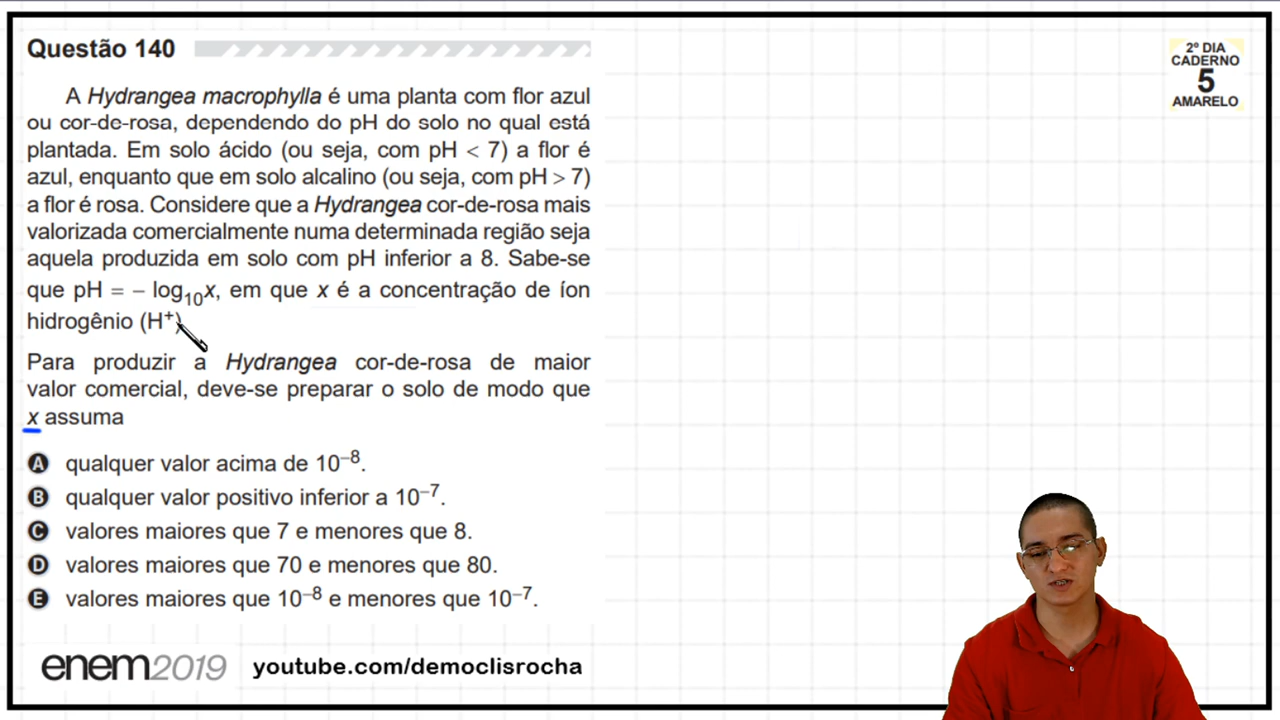 Questão 140
2º DIA
CADERNO
5
AMARELO
A Hydrangea macrophylla é uma planta com flor azul
ou cor-de-rosa, dependendo do pH do solo no qual está
plantada. Em solo ácido (ou seja, com pH < 7) a flor é
azul, enquanto que em solo alcalino (ou seja, com pH > 7)
a flor é rosa. Considere que a Hydrangea cor-de-rosa mais
valorizada comercialmente numa determinada região seja
aquela produzida em solo com pH inferior a 8. Sabe-se
que pH = – log₁₀x, em que x é a concentração de íon
hidrogênio (H⁺)
Para produzir a Hydrangea cor-de-rosa de maior
valor comercial, deve-se preparar o solo de modo que
x assuma
A qualquer valor acima de 10⁻⁸.
B qualquer valor positivo inferior a 10⁻⁷.
C valores maiores que 7 e menores que 8.
D valores maiores que 70 e menores que 80.
E valores maiores que 10⁻⁸ e menores que 10⁻⁷.
enem2019 youtube.com/democlisrocha